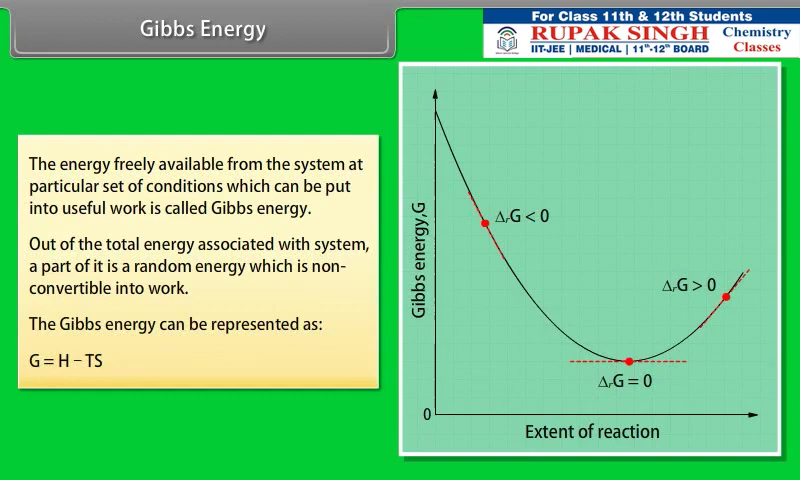 Gibbs Energy
For Class 11th & 12th Students
RUPAK SINGH
Chemistry
Classes
IIT-JEE | MEDICAL | 11th-12th BOARD
The energy freely available from the system at
particular set of conditions which can be put
into useful work is called Gibbs energy.
Out of the total energy associated with system,
a part of it is a random energy which is non-
convertible into work.
The Gibbs energy can be represented as:
G = H − TS
Gibbs energy,G
ΔrG < 0
ΔrG > 0
ΔrG = 0
0
Extent of reaction